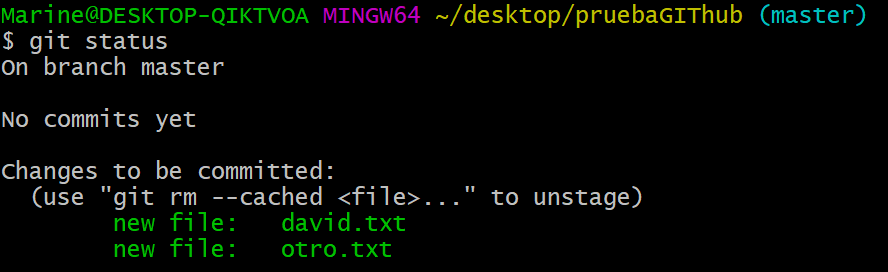 Marine@DESKTOP-QIKTVOA MINGW64 ~/desktop/pruebaGIThub (master)
$ git status
On branch master
No commits yet
Changes to be committed:
(use "git rm --cached <file>..." to unstage)
new file: david.txt
new file: otro.txt